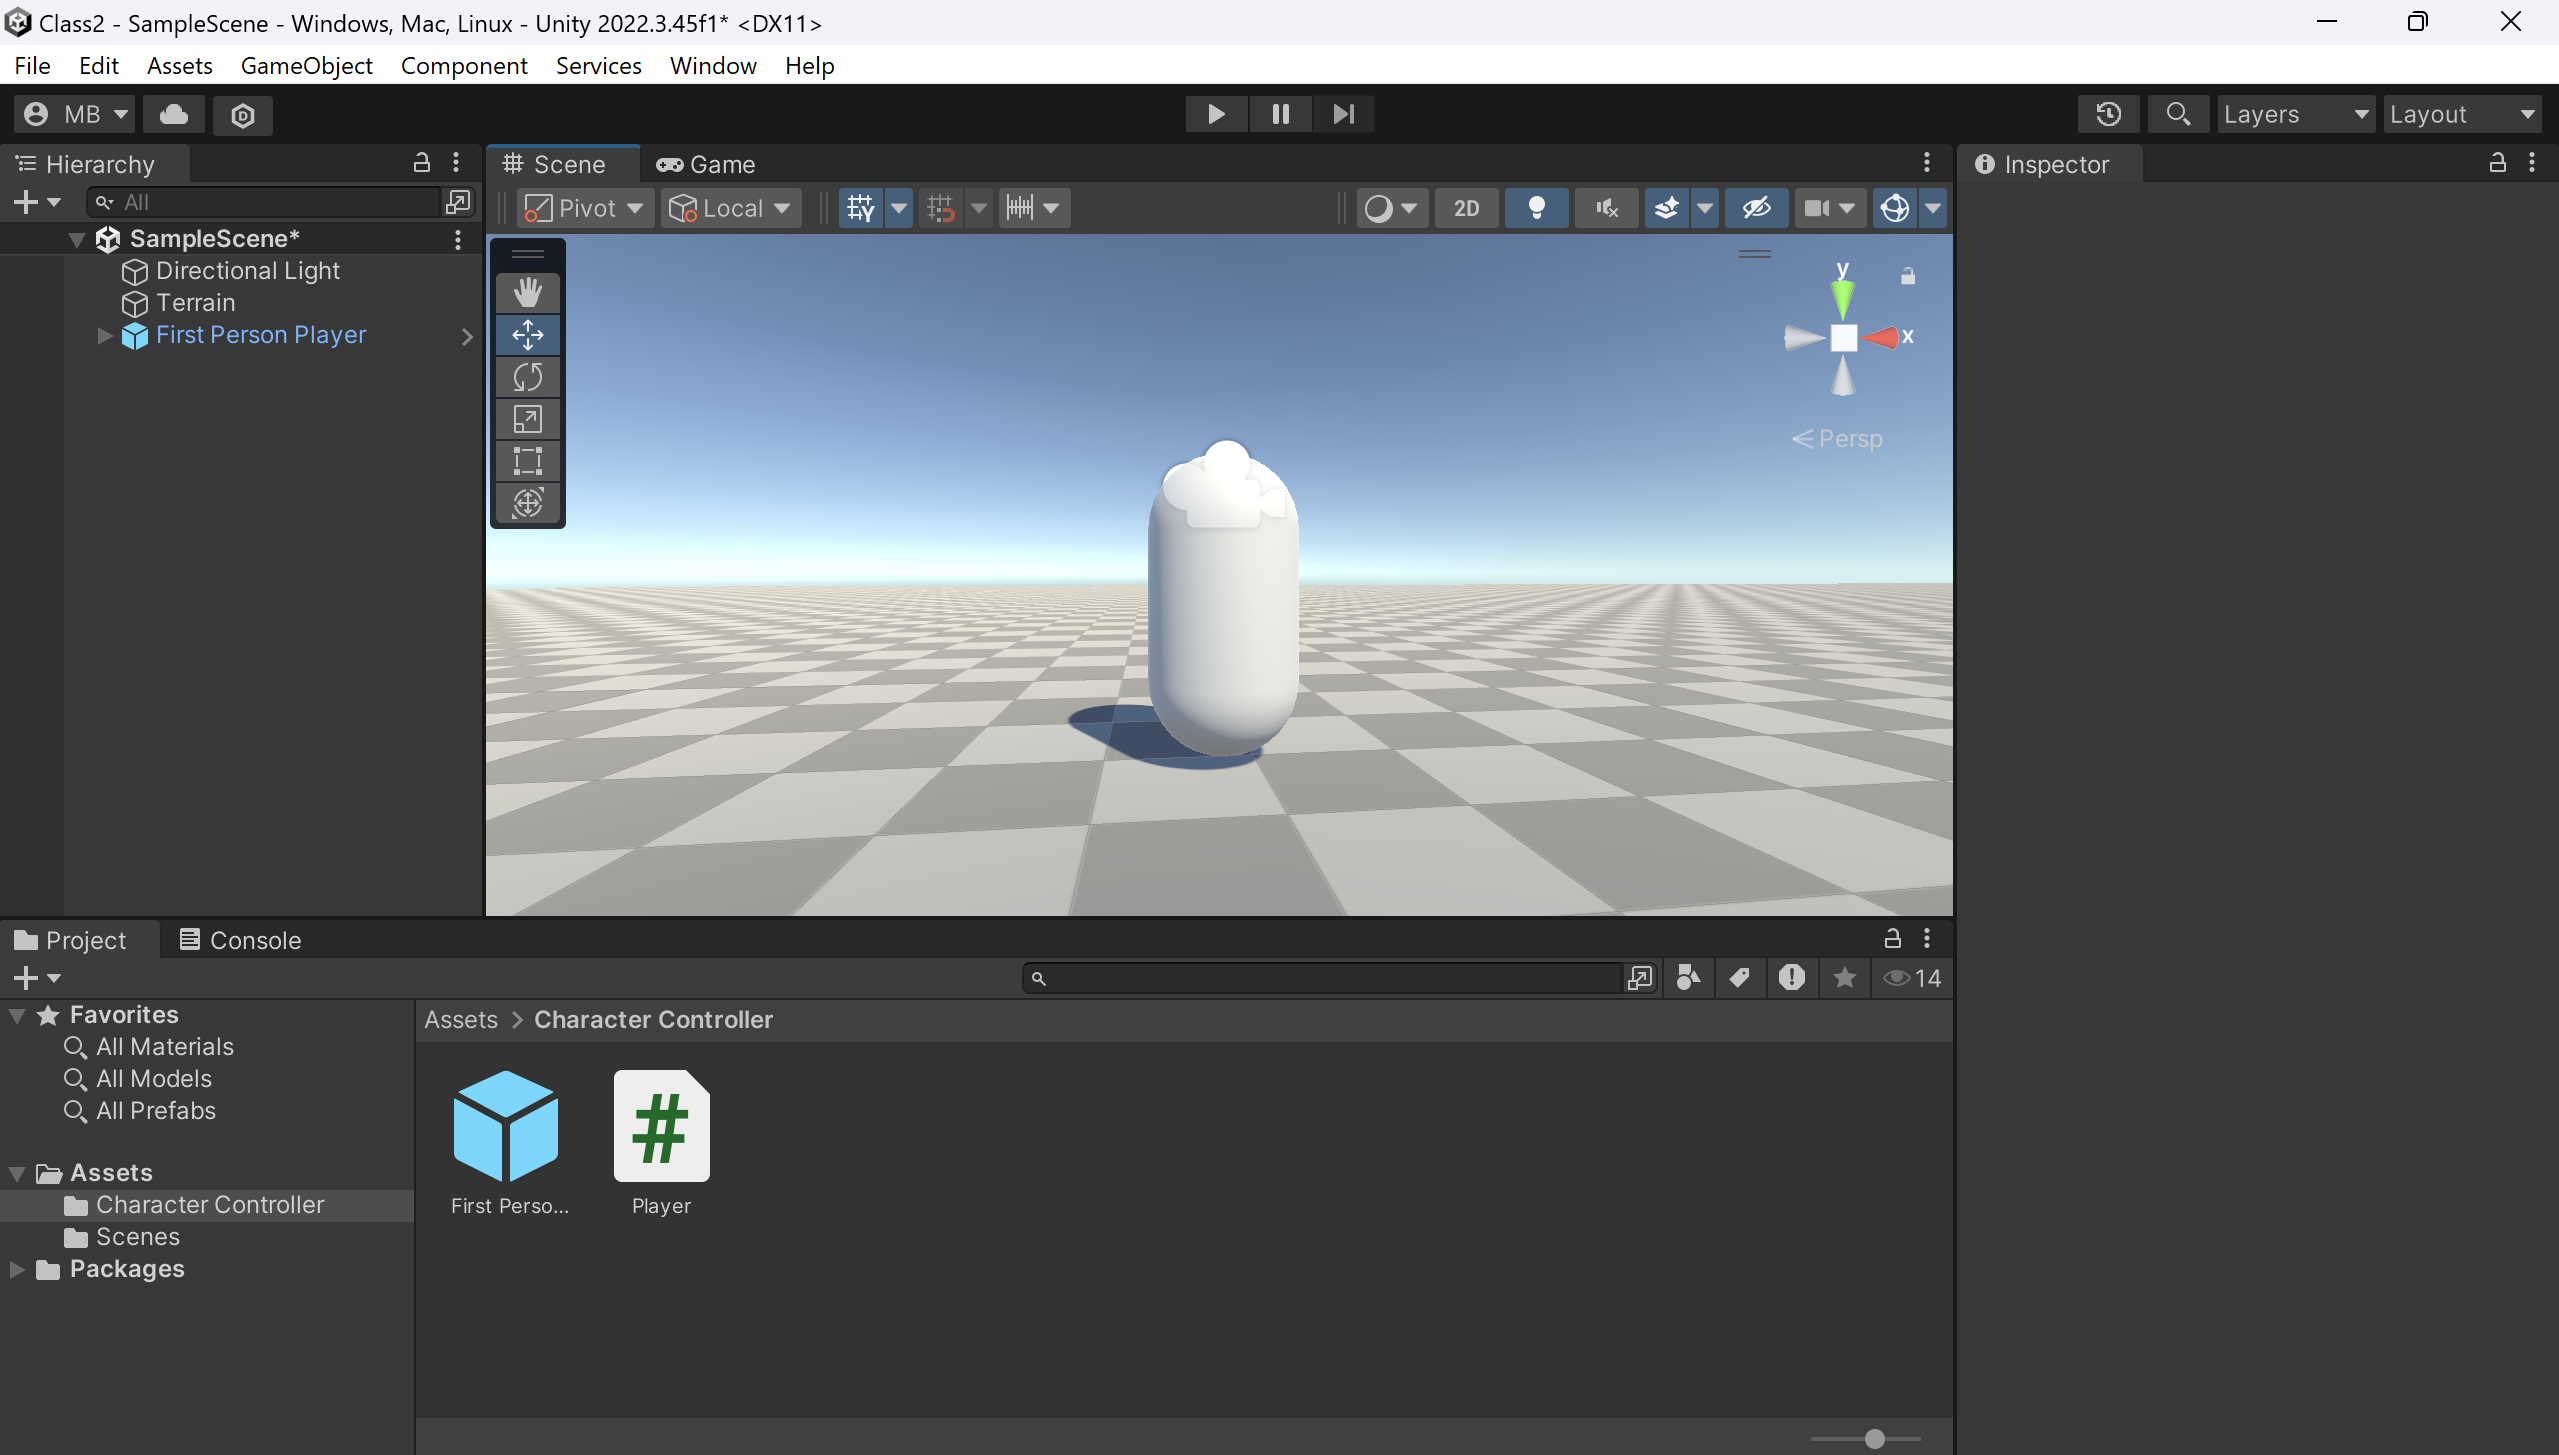 Class2 - SampleScene - Windows, Mac, Linux - Unity 2022.3.45f1* <DX11>
File Edit Assets GameObject Component Services Window Help
MB Layers Layout
Hierarchy
All
SampleScene*
Directional Light
Terrain
First Person Player
Scene Game
Pivot Local 2D
y
x
Persp
Inspector
Project Console
14
Favorites
All Materials
All Models
All Prefabs
Assets
Character Controller
Scenes
Packages
Assets > Character Controller
#
First Perso...
Player